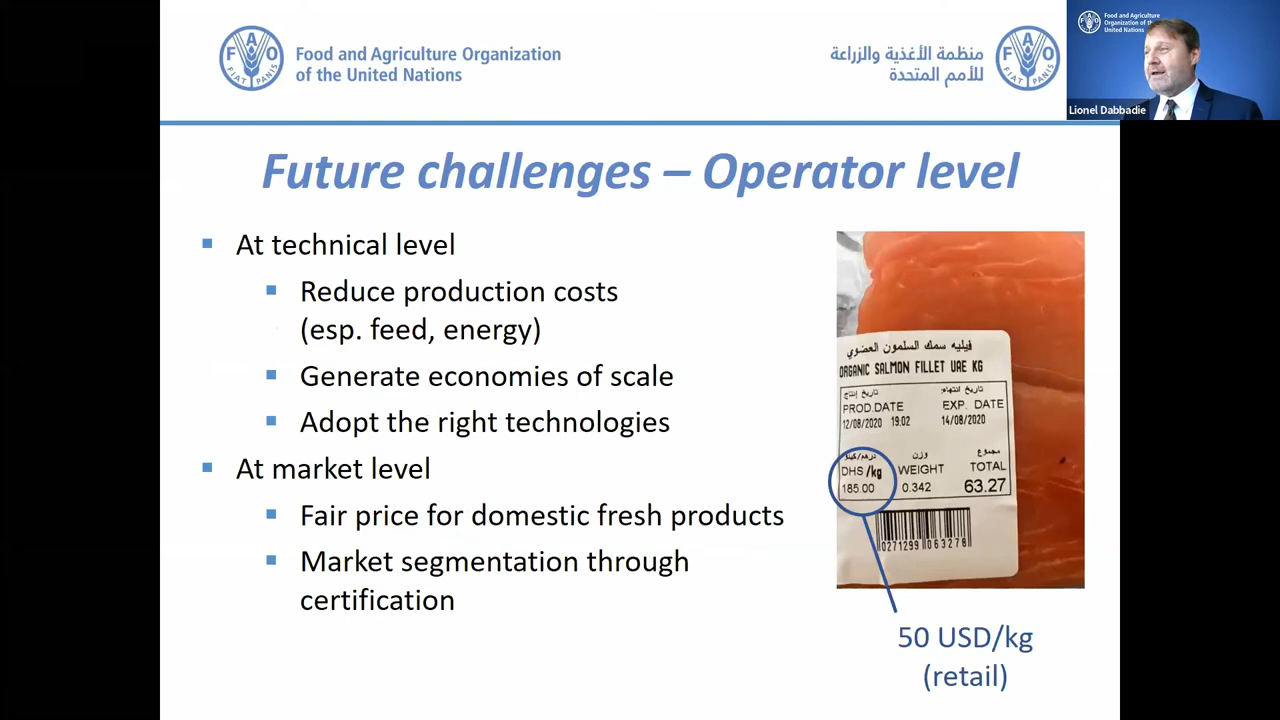 Food and Agriculture Organization
of the United Nations
منظمة الأغذية والزراعة
للأمم المتحدة
F A O
FIAT PANIS
F A O
FIAT PANIS
Food and Agriculture
Organization of the
United Nations
Lionel Dabbadie
Future challenges – Operator level
At technical level
Reduce production costs
(esp. feed, energy)
Generate economies of scale
Adopt the right technologies
At market level
Fair price for domestic fresh products
Market segmentation through
certification
فيليه سمك السلمون العضوي
ORGANIC SALMON FILLET UAE KG
تاريخ إنتاج تاريخ انتهاء:
PROD.DATE EXP. DATE
12/08/2020 19:02 14/08/2020
درهم/كيلو وزن مجموع
DHS/kg WEIGHT TOTAL
185.00 0.342 63.27
0271299 063278
50 USD/kg
(retail)